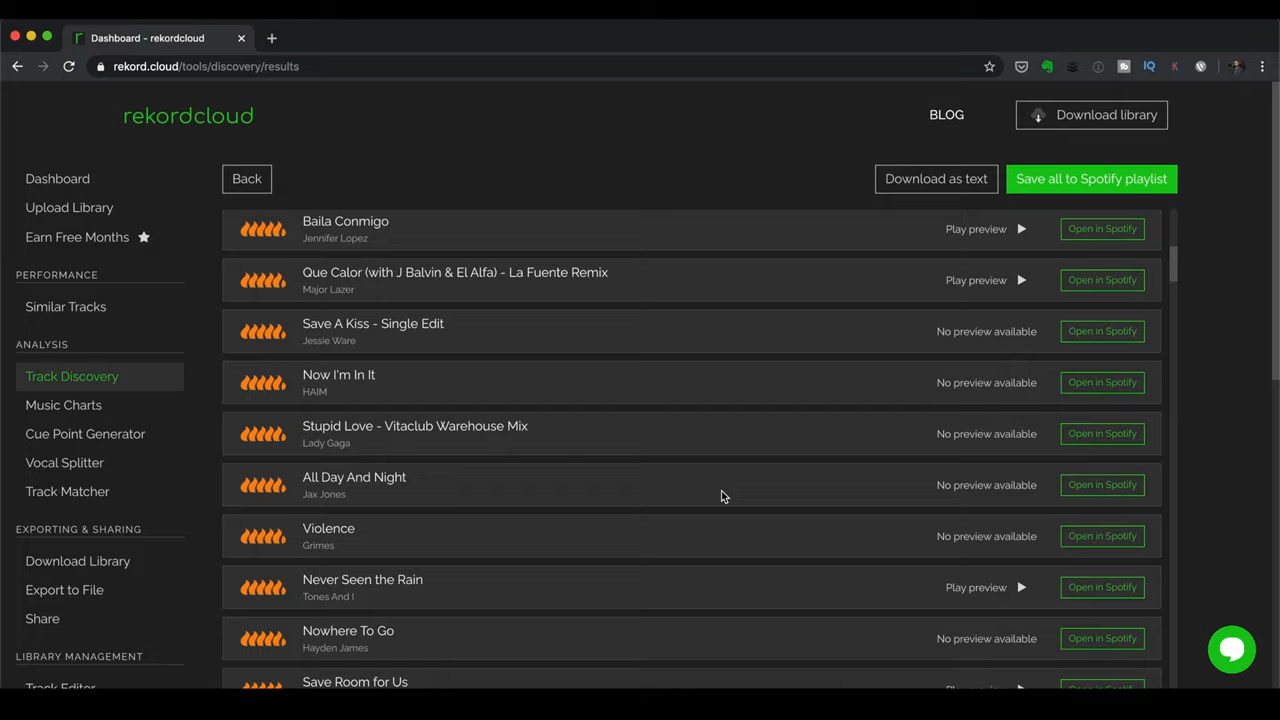 Dashboard - rekordcloud
rekord.cloud/tools/discovery/results
rekordcloud
BLOG
Download library
Dashboard
Upload Library
Earn Free Months
PERFORMANCE
Similar Tracks
ANALYSIS
Track Discovery
Music Charts
Cue Point Generator
Vocal Splitter
Track Matcher
EXPORTING & SHARING
Download Library
Export to File
Share
LIBRARY MANAGEMENT
Track Editor
Back
Download as text
Save all to Spotify playlist
Baila Conmigo
Jennifer Lopez
Play preview
Open in Spotify
Que Calor (with J Balvin & El Alfa) - La Fuente Remix
Major Lazer
Play preview
Open in Spotify
Save A Kiss - Single Edit
Jessie Ware
No preview available
Open in Spotify
Now I'm In It
HAIM
No preview available
Open in Spotify
Stupid Love - Vitaclub Warehouse Mix
Lady Gaga
No preview available
Open in Spotify
All Day And Night
Jax Jones
No preview available
Open in Spotify
Violence
Grimes
No preview available
Open in Spotify
Never Seen the Rain
Tones And I
Play preview
Open in Spotify
Nowhere To Go
Hayden James
No preview available
Open in Spotify
Save Room for Us
Play preview
Open in Spotify